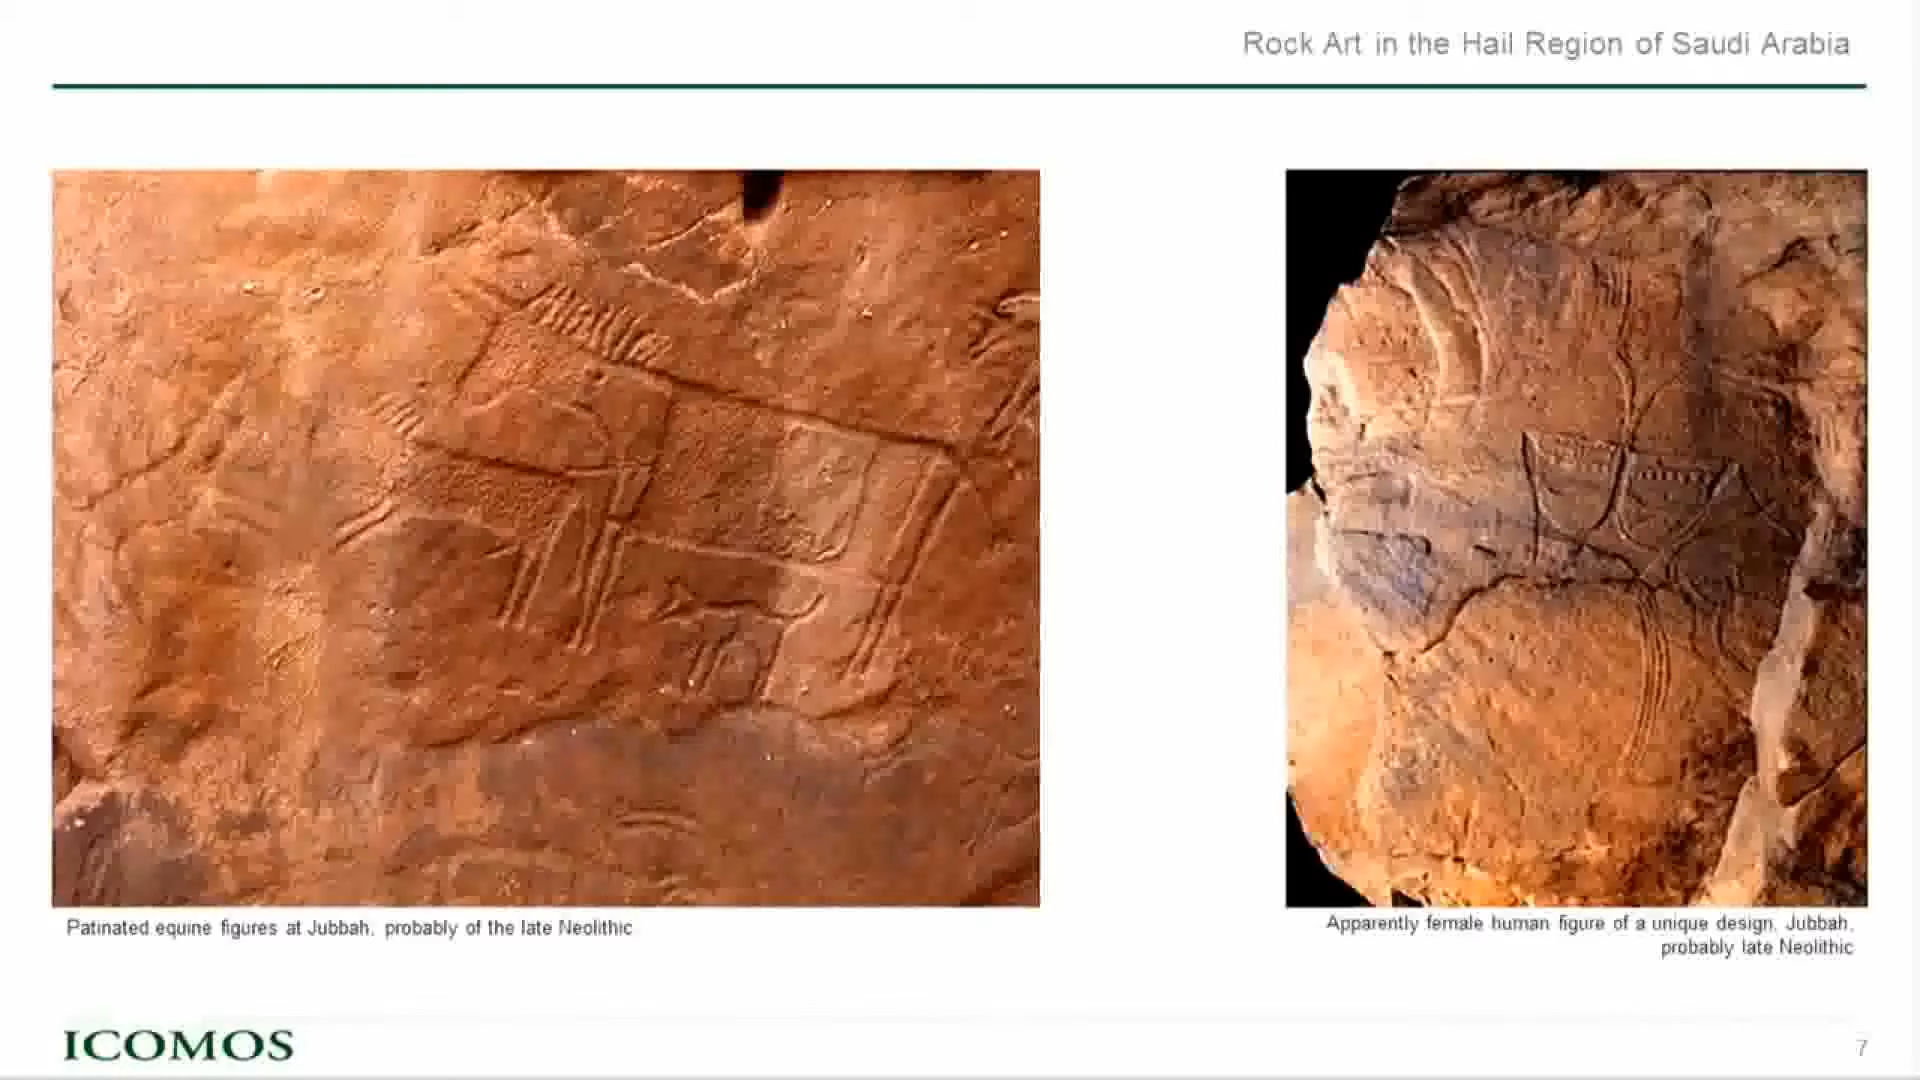 Rock Art in the Hail Region of Saudi Arabia
Patinated equine figures at Jubbah, probably of the late Neolithic
Apparently female human figure of a unique design, Jubbah,
probably late Neolithic
ICOMOS
7